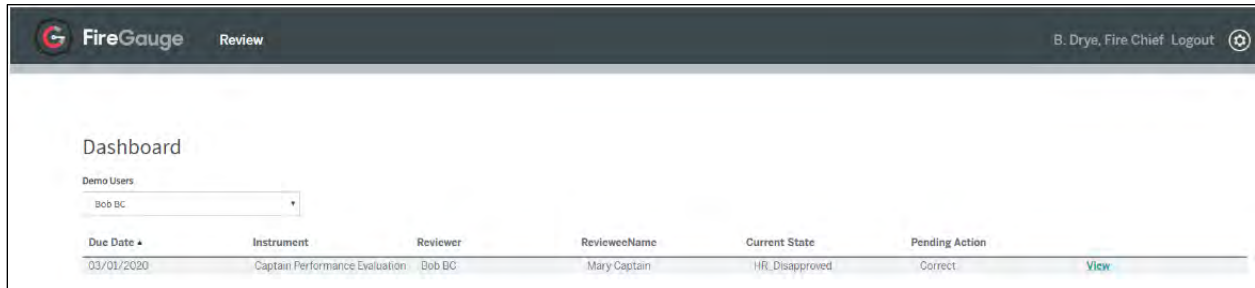 FireGauge Review B. Drye, Fire Chief Logout
Dashboard
Demo Users
Bob BC
Due Date Instrument Reviewer RevieweeName Current State Pending Action
03/01/2020 Captain Performance Evaluation Bob BC Mary Captain HR_Disapproved Correct View